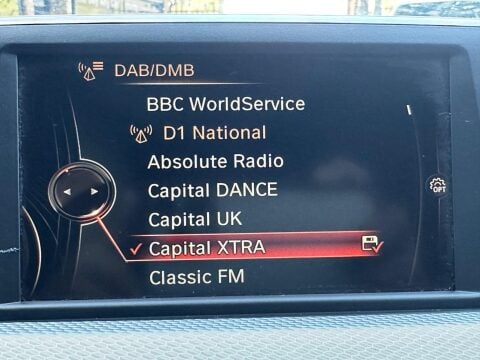 DAB/DMB
BBC WorldService
D1 National
Absolute Radio
Capital DANCE
OPT
Capital UK
Capital XTRA
Classic FM